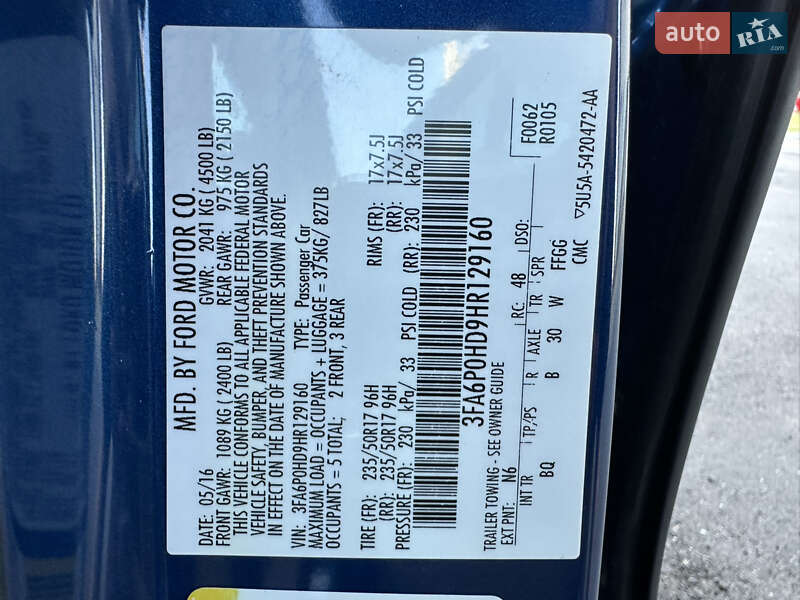 MFD. BY FORD MOTOR CO.
DATE: 05/16 GVWR: 2041 KG ( 4500 LB)
FRONT GAWR: 1089 KG ( 2400 LB) REAR GAWR: 975 KG ( 2150 LB)
THIS VEHICLE CONFORMS TO ALL APPLICABLE FEDERAL MOTOR
VEHICLE SAFETY, BUMPER, AND THEFT PREVENTION STANDARDS
IN EFFECT ON THE DATE OF MANUFACTURE SHOWN ABOVE.
VIN: 3FA6P0HD9HR129160 TYPE: Passenger Car
MAXIMUM LOAD = OCCUPANTS + LUGGAGE = 375KG/ 827LB
OCCUPANTS = 5 TOTAL; 2 FRONT, 3 REAR
TIRE (FR): 235/50R17 96H RIMS (FR): 17x7.5J
(RR): 235/50R17 96H (RR): 17x7.5J
PRESSURE (FR): 230 kPa/ 33 PSI COLD (RR): 230 kPa/ 33 PSI COLD
3FA6P0HD9HR129160
TRAILER TOWING - SEE OWNER GUIDE
EXT PNT: N6 RC: 48 DSO:
F0062
R0105
INT TR TP/PS R AXLE TR SPR
BQ B 30 W FFGG
CMC
▽5U5A-5420472-AA
auto RIA
.com